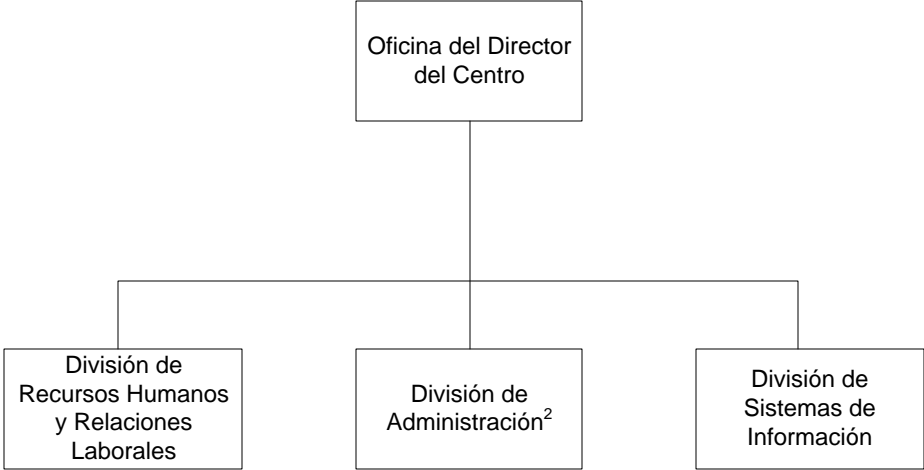 Oficina del Director
del Centro
División de
Recursos Humanos
y Relaciones
Laborales
División de
Administración²
División de
Sistemas de
Información